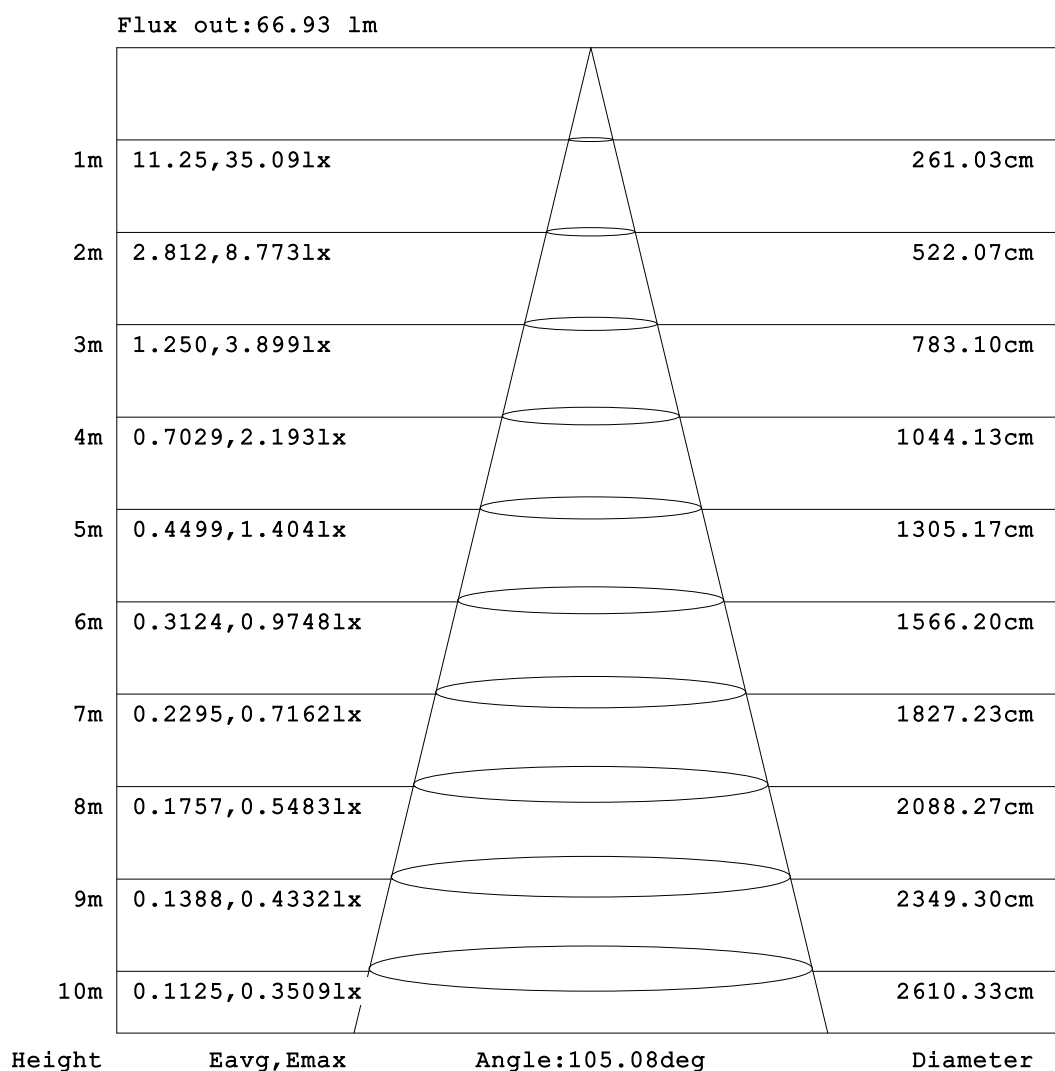 Flux out:66.93 lm
1m 11.25,35.09lx 261.03cm
2m 2.812,8.773lx 522.07cm
3m 1.250,3.899lx 783.10cm
4m 0.7029,2.193lx 1044.13cm
5m 0.4499,1.404lx 1305.17cm
6m 0.3124,0.9748lx 1566.20cm
7m 0.2295,0.7162lx 1827.23cm
8m 0.1757,0.5483lx 2088.27cm
9m 0.1388,0.4332lx 2349.30cm
10m 0.1125,0.3509lx 2610.33cm
Height Eavg,Emax Angle:105.08deg Diameter